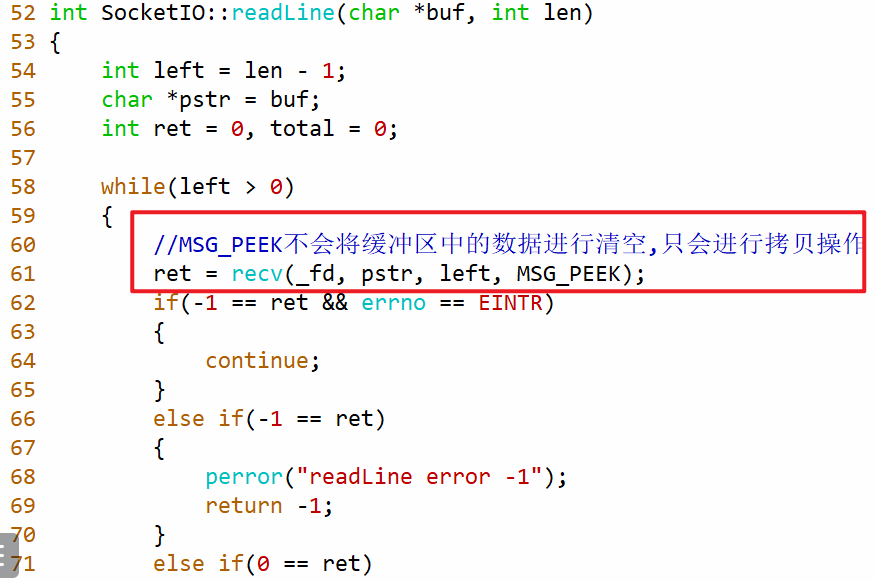 52 int SocketIO::readLine(char *buf, int len)
53 {
54     int left = len - 1;
55     char *pstr = buf;
56     int ret = 0, total = 0;
57
58     while(left > 0)
59     {
60         //MSG_PEEK不会将缓冲区中的数据进行清空,只会进行拷贝操作
61         ret = recv(_fd, pstr, left, MSG_PEEK);
62         if(-1 == ret && errno == EINTR)
63         {
64             continue;
65         }
66         else if(-1 == ret)
67         {
68             perror("readLine error -1");
69             return -1;
70         }
71         else if(0 == ret)